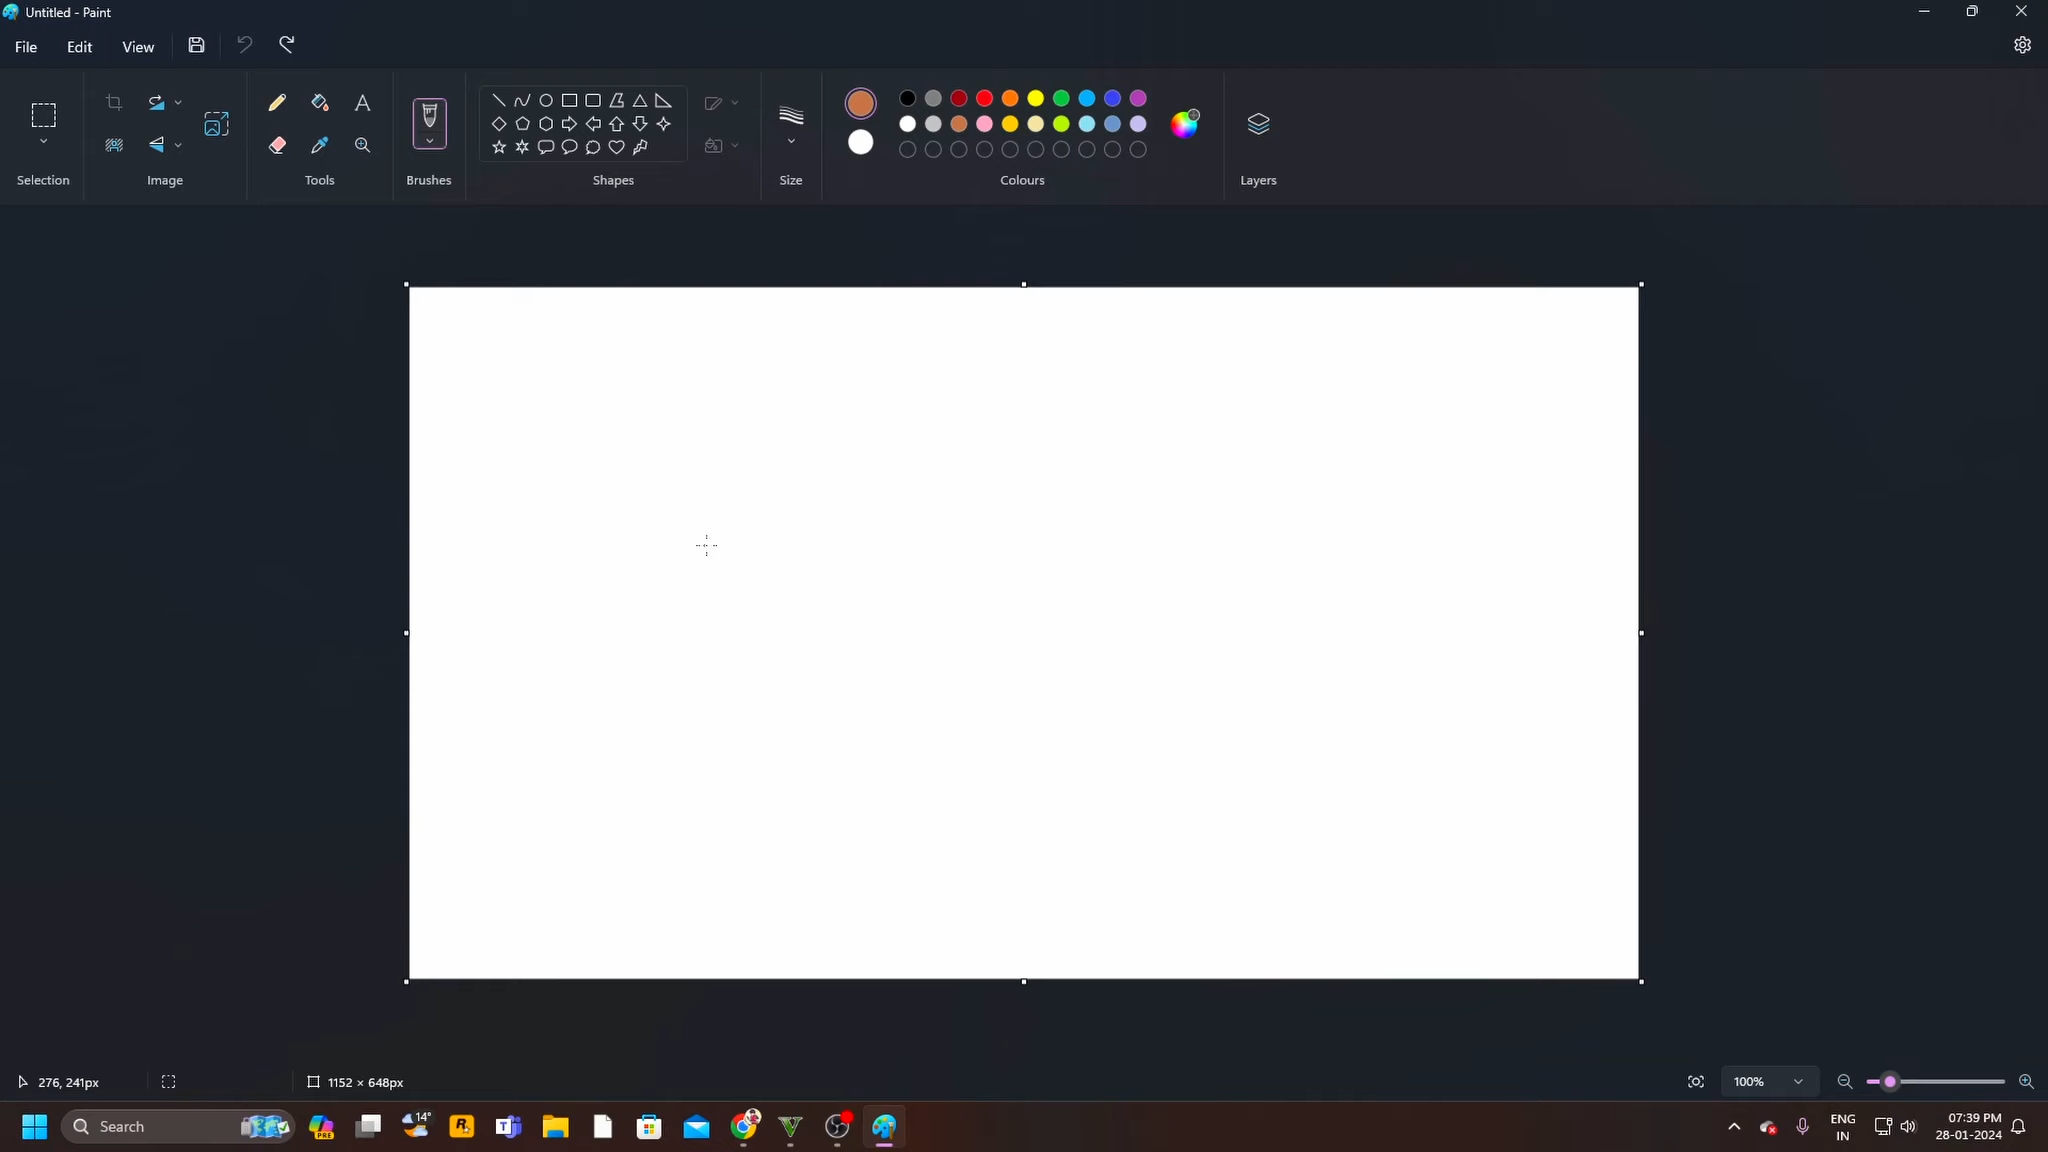 Untitled - Paint
File Edit View
A
Selection Image Tools Brushes Shapes Size Colours Layers
276, 241px 1152 × 648px 100%
Search PRE 14° R T ENG 07:39 PM
IN 28-01-2024